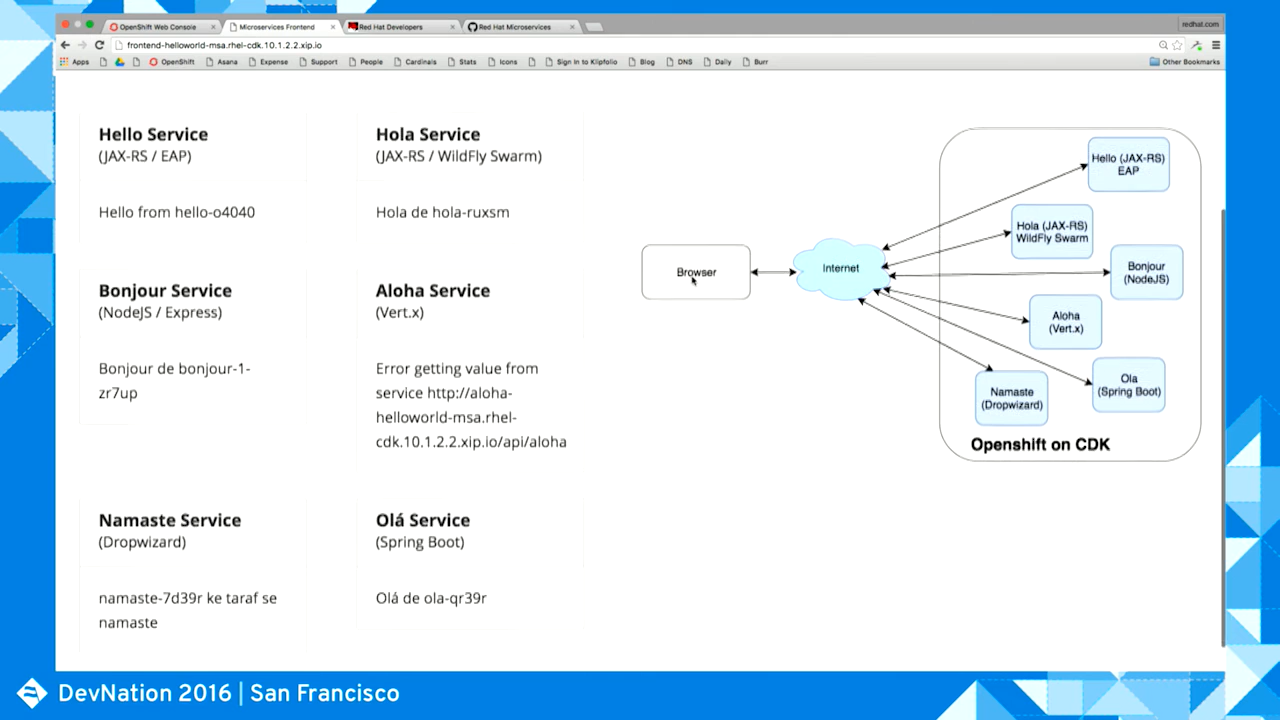 OpenShift Web Console
Microservices Frontend
Red Hat Developers
Red Hat Microservices
redhat.com
frontend-helloworld-msa.rhel-cdk.10.1.2.2.xip.io
Apps
OpenShift
Asana
Expense
Support
People
Cardinals
Stats
Icons
Sign In to Klipfolio
Blog
DNS
Daily
Burr
Other Bookmarks
Hello Service
(JAX-RS / EAP)
Hello from hello-o4040
Hola Service
(JAX-RS / WildFly Swarm)
Hola de hola-ruxsm
Bonjour Service
(NodeJS / Express)
Bonjour de bonjour-1-
zr7up
Aloha Service
(Vert.x)
Error getting value from
service http://aloha-
helloworld-msa.rhel-
cdk.10.1.2.2.xip.io/api/aloha
Namaste Service
(Dropwizard)
namaste-7d39r ke taraf se
namaste
Olá Service
(Spring Boot)
Olá de ola-qr39r
Browser
Internet
Hello (JAX-RS)
EAP
Hola (JAX-RS)
WildFly Swarm
Bonjour
(NodeJS)
Aloha
(Vert.x)
Ola
(Spring Boot)
Namaste
(Dropwizard)
Openshift on CDK
DevNation 2016 | San Francisco